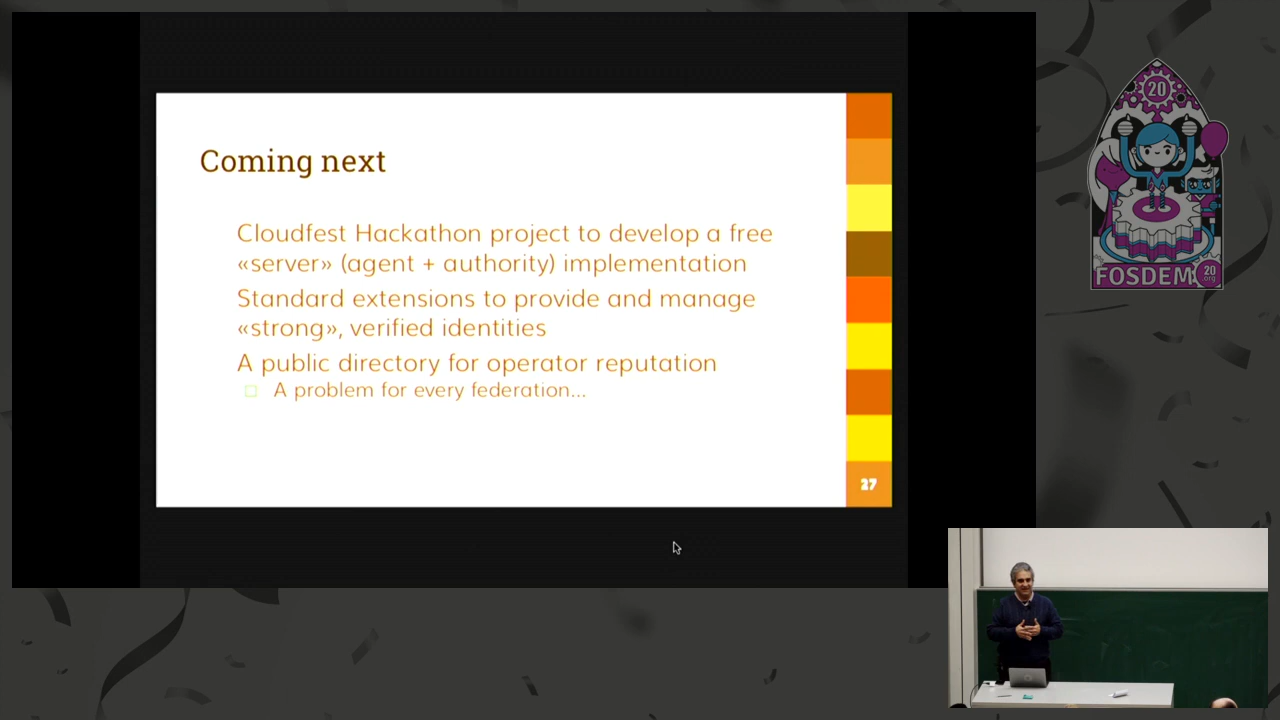 Coming next
Cloudfest Hackathon project to develop a free
«server» (agent + authority) implementation
Standard extensions to provide and manage
«strong», verified identities
A public directory for operator reputation
A problem for every federation...
27
20
FOSDEM
20
.org